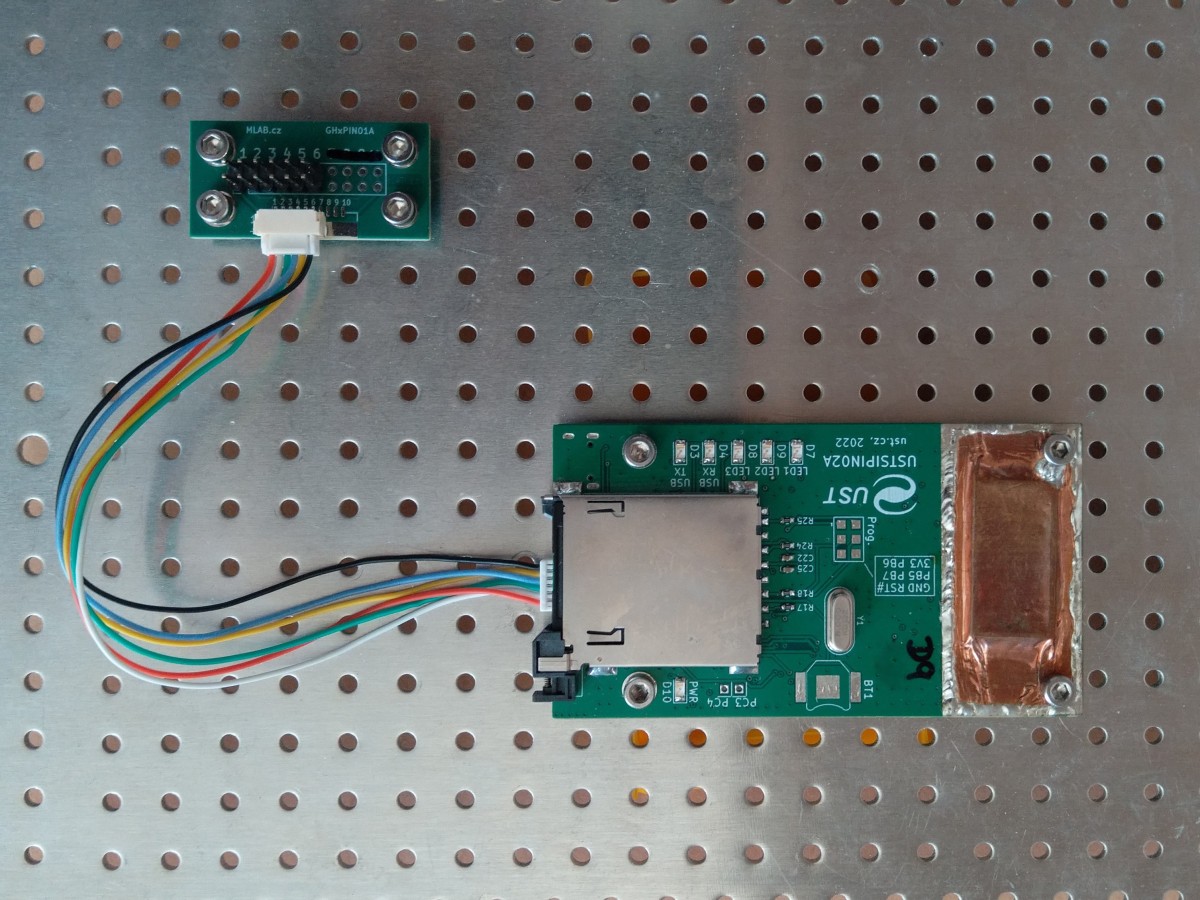 MLAB.cz GHxPIN01A
1 2 3 4 5 6
1 2 3 4 5 6 7 8 9 10
ust.cz, 2022
USTSIPIN02A
UST
D3 D4 D8 D9 D7
USB TX
USB RX
LED3 LED2 LED1
R25
R24
C22
C25
R18
R17
Prog.
GND RST#
PB5 PB7
3V3 PB6
Y1
BT1
PC3 PC4
PWR
D10